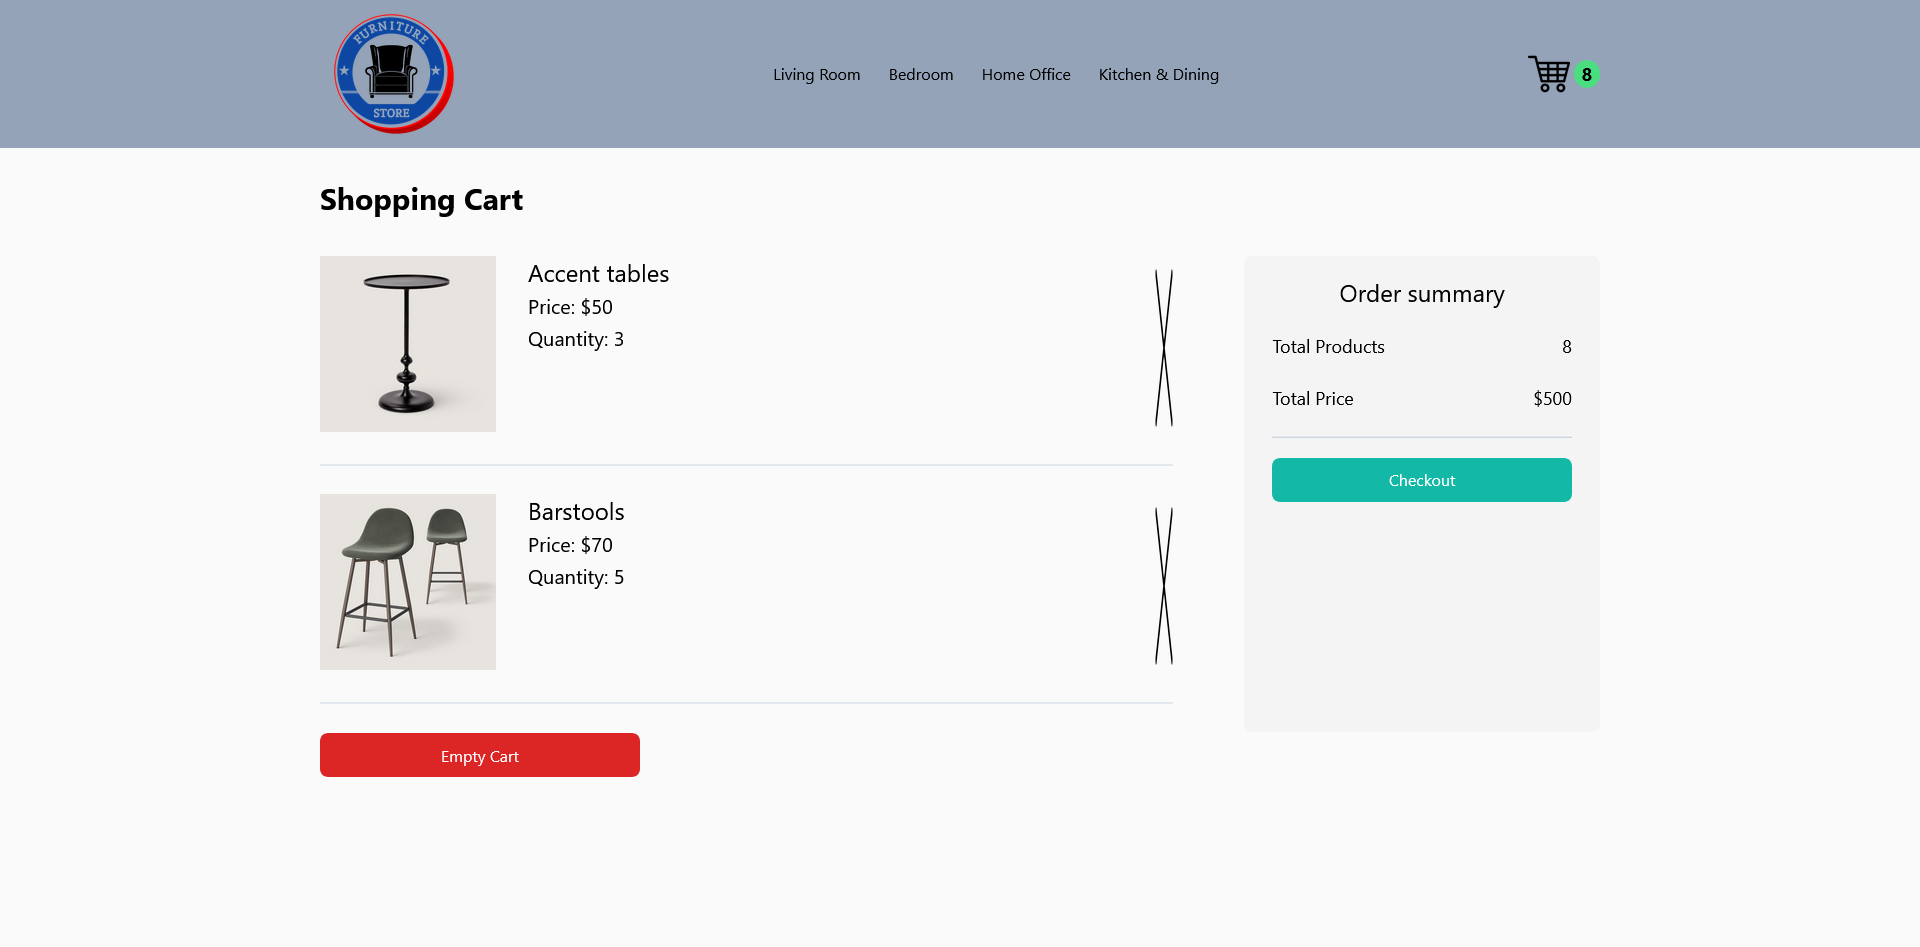 FURNITURE
STORE
Living Room
Bedroom
Home Office
Kitchen & Dining
8
Shopping Cart
Accent tables
Price: $50
Quantity: 3
Barstools
Price: $70
Quantity: 5
Empty Cart
Order summary
Total Products 8
Total Price $500
Checkout